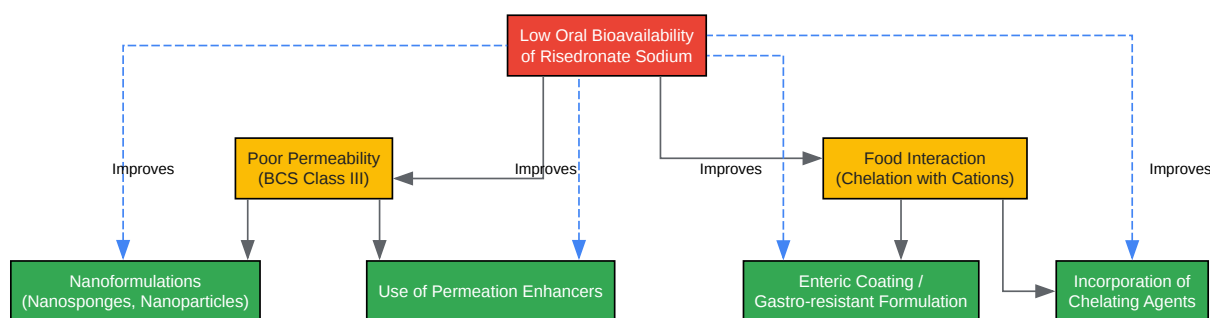 Low Oral Bioavailability
of Risedronate Sodium
Poor Permeability
(BCS Class III)
Food Interaction
(Chelation with Cations)
Improves
Improves
Improves
Improves
Nanoformulations
(Nanosponges, Nanoparticles)
Use of Permeation Enhancers
Enteric Coating /
Gastro-resistant Formulation
Incorporation of
Chelating Agents